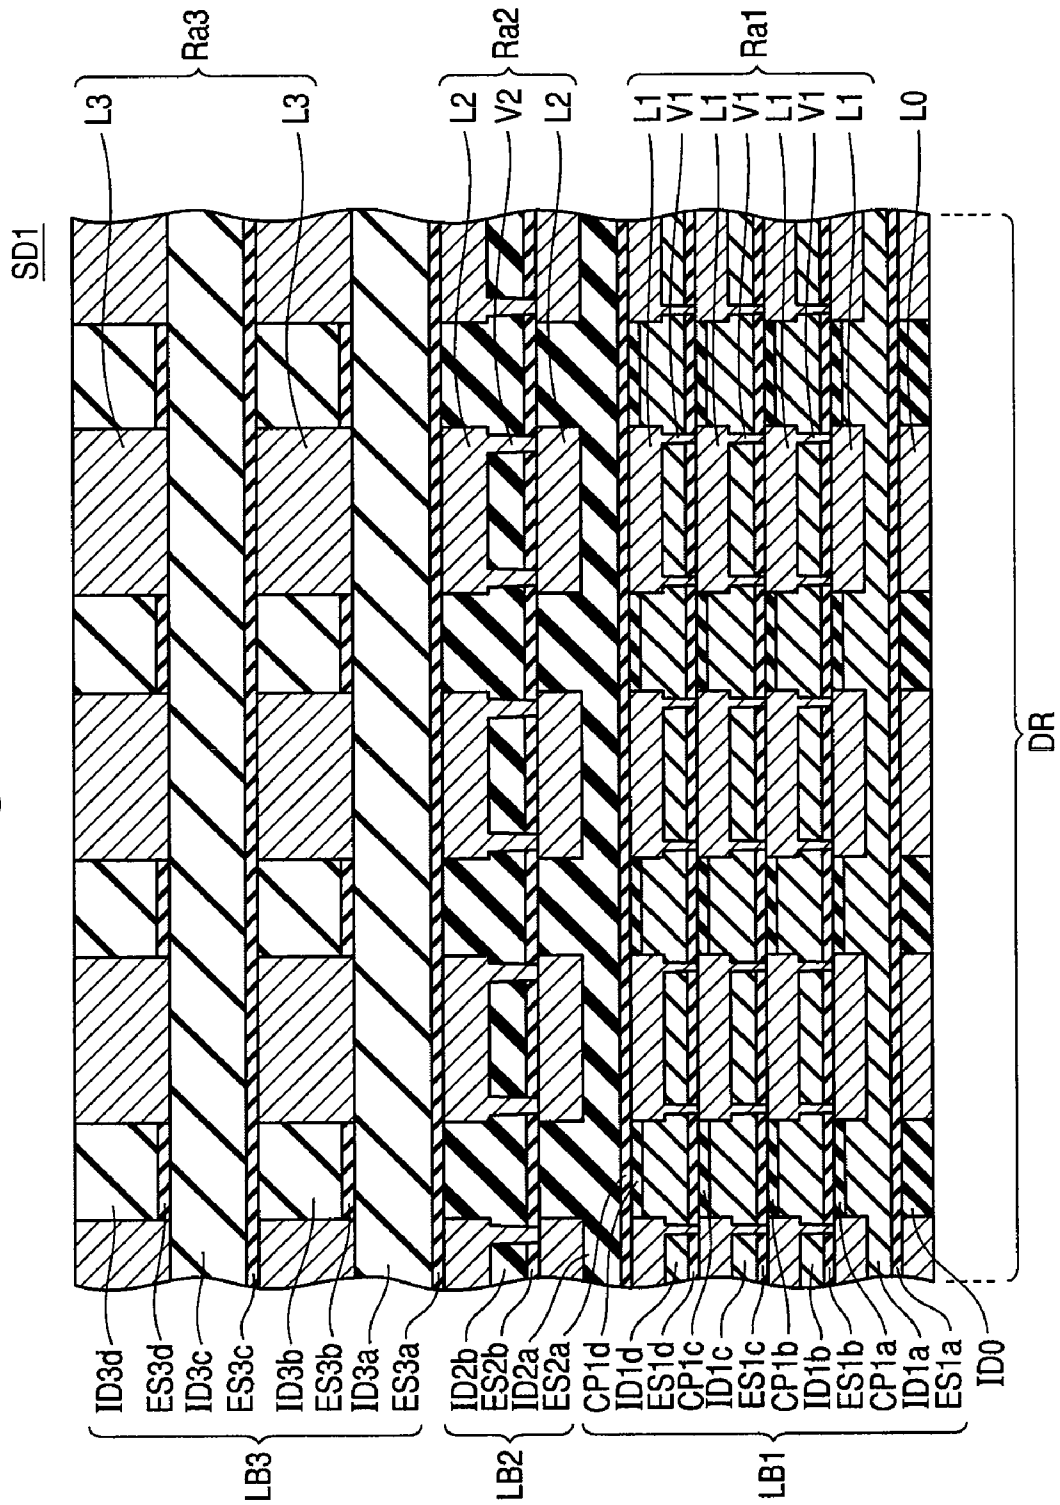 SD1
L3
L3
Ra3
L2
V2
L2
Ra2
L1
V1
L1
V1
L1
V1
L1
Ra1
L0
ID3d
ES3d
ID3c
ES3c
ID3b
ES3b
ID3a
ES3a
LB3
ID2b
ES2b
ID2a
ES2a
LB2
CP1d
ID1d
ES1d
CP1c
ID1c
ES1c
CP1b
ID1b
ES1b
CP1a
ID1a
ES1a
LB1
ID0
DR